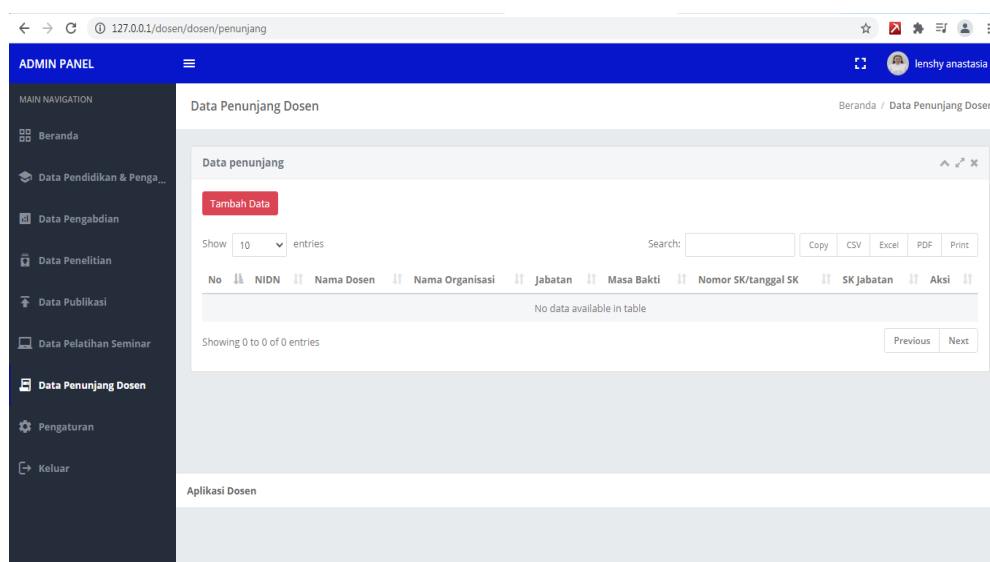 127.0.0.1/dosen/dosen/penunjang
ADMIN PANEL
lenshy anastasia
MAIN NAVIGATION
Beranda
Data Pendidikan & Penga...
Data Pengabdian
Data Penelitian
Data Publikasi
Data Pelatihan Seminar
Data Penunjang Dosen
Pengaturan
Keluar
Data Penunjang Dosen
Beranda / Data Penunjang Dosen
Data penunjang
Tambah Data
Show 10 entries
Search:
Copy CSV Excel PDF Print
No NIDN Nama Dosen Nama Organisasi Jabatan Masa Bakti Nomor SK/tanggal SK SK Jabatan Aksi
No data available in table
Showing 0 to 0 of 0 entries
Previous Next
Aplikasi Dosen